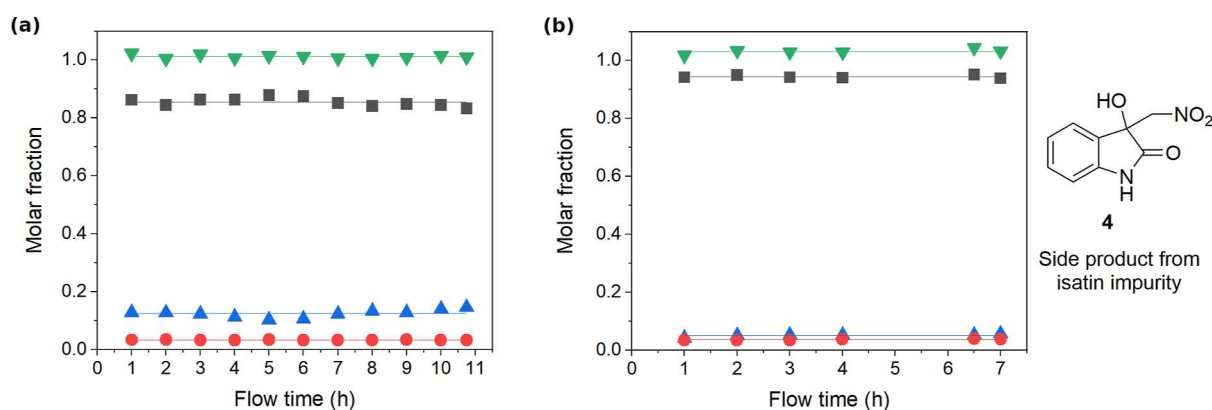 (a)
1.0
0.8
0.6
0.4
0.2
0.0
Molar fraction
0 1 2 3 4 5 6 7 8 9 10 11
Flow time (h)
(b)
1.0
0.8
0.6
0.4
0.2
0.0
Molar fraction
0 1 2 3 4 5 6 7
Flow time (h)
HO
NO2
O
N
H
4
Side product from
isatin impurity